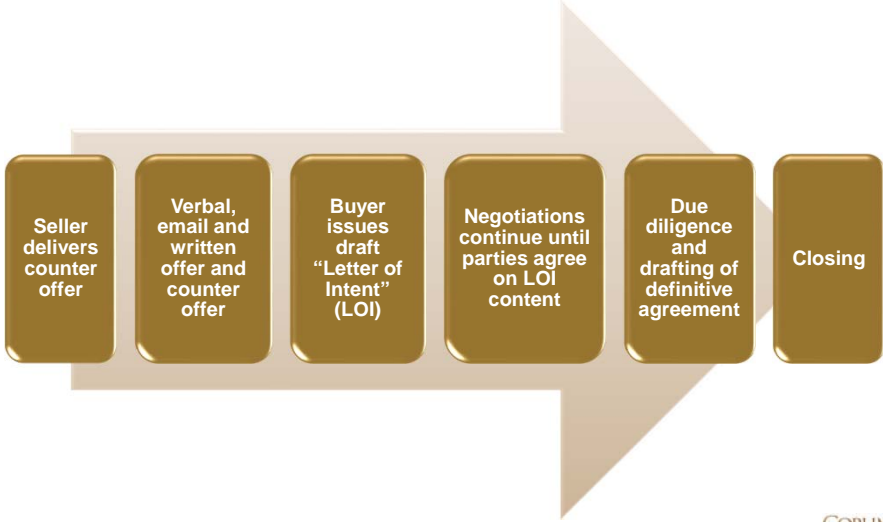 Seller
delivers
counter
offer
Verbal,
email and
written
offer and
counter
offer
Buyer
issues
draft
“Letter of
Intent”
(LOI)
Negotiations
continue until
parties agree
on LOI
content
Due
diligence
and
drafting of
definitive
agreement
Closing